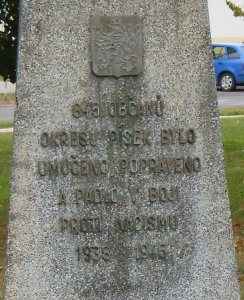 645 OBČANŮ
OKRESU PÍSEK BYLO
UMUČENO POPRAVENO
A PADLO V BOJI
PROTI NACISMU
1938 - 1945